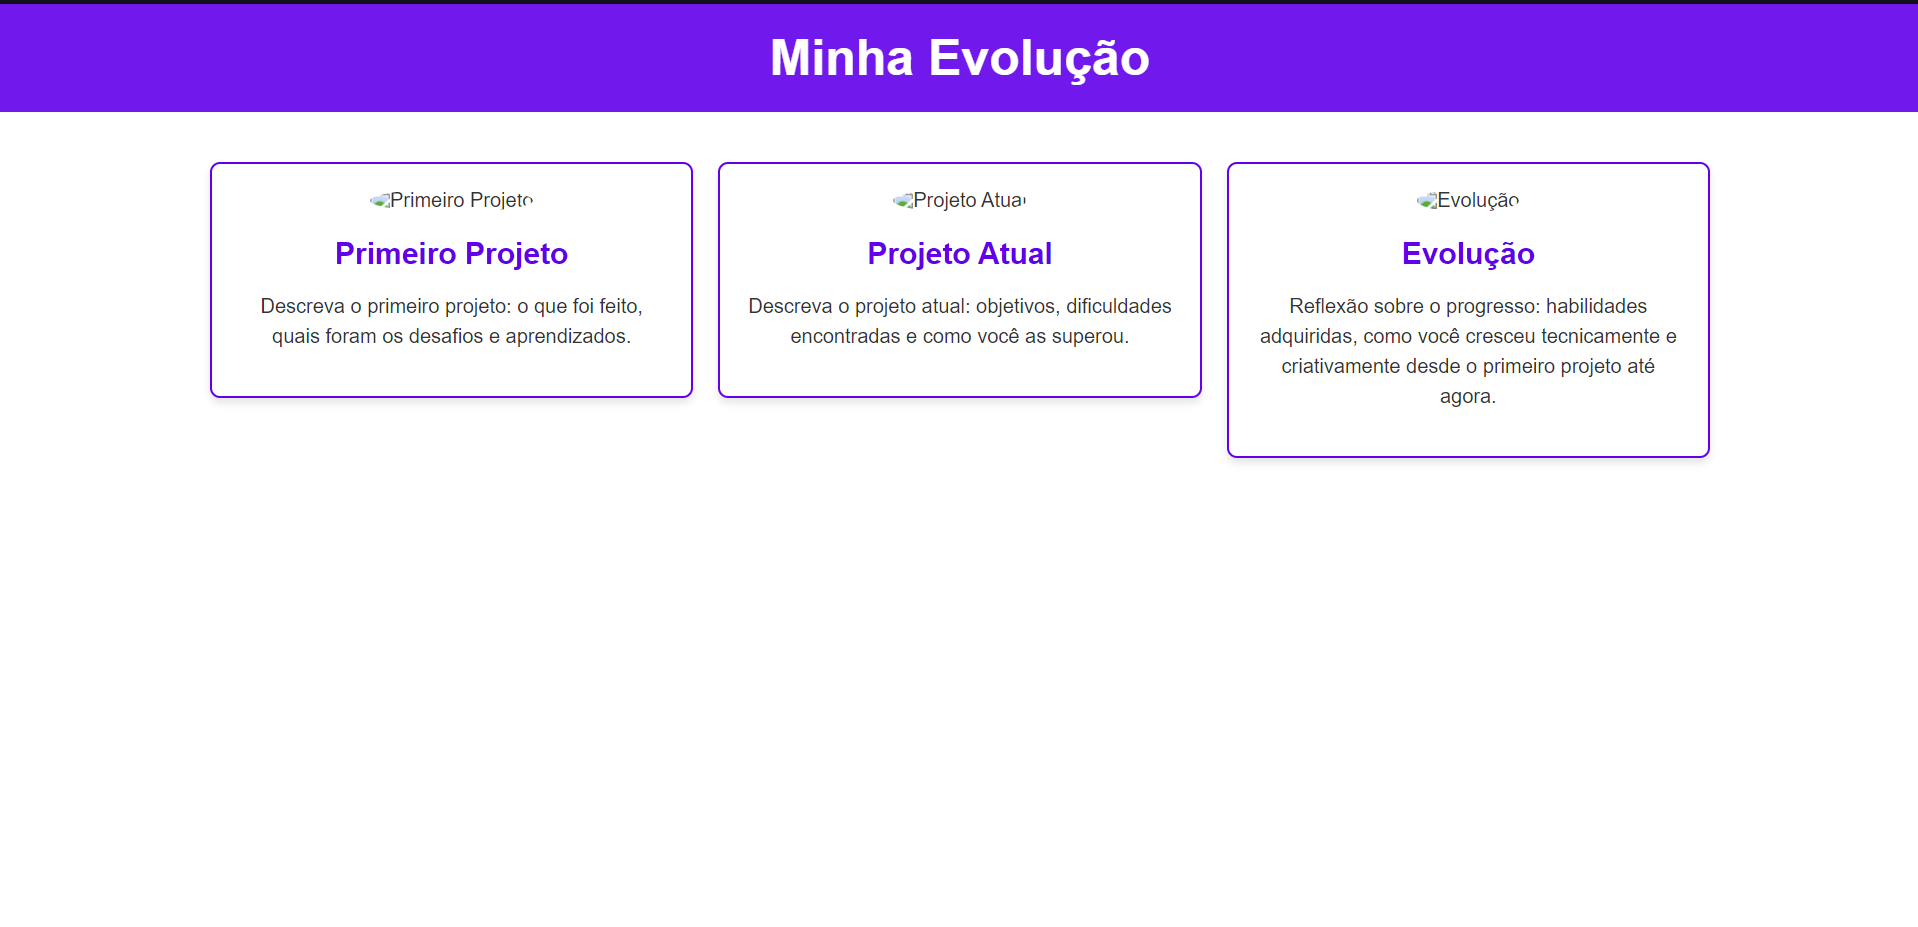 Minha Evolução
Primeiro Projeto
Primeiro Projeto
Descreva o primeiro projeto: o que foi feito,
quais foram os desafios e aprendizados.
Projeto Atual
Projeto Atual
Descreva o projeto atual: objetivos, dificuldades
encontradas e como você as superou.
Evolução
Evolução
Reflexão sobre o progresso: habilidades
adquiridas, como você cresceu tecnicamente e
criativamente desde o primeiro projeto até
agora.